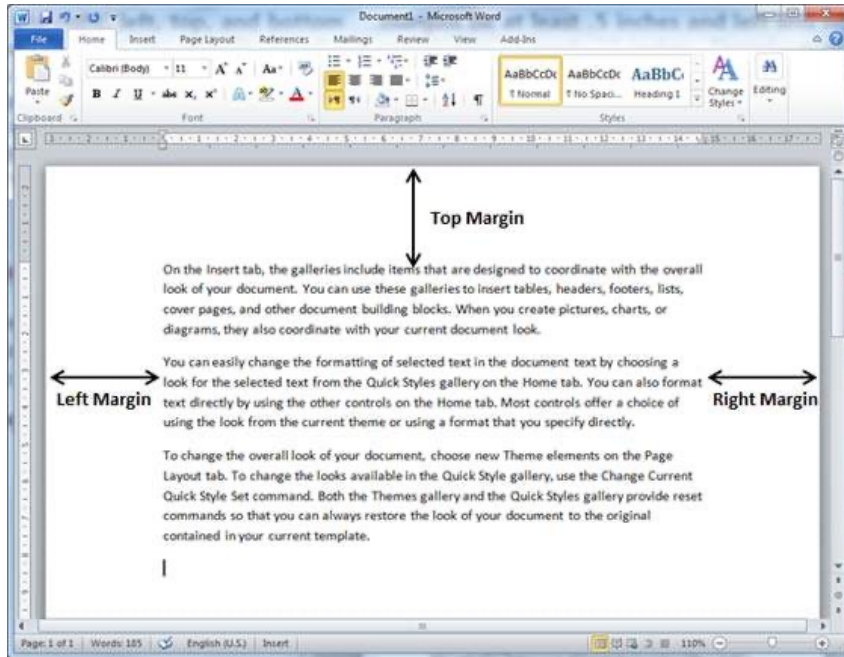 Document1 - Microsoft Word
File Home Insert Page Layout References Mailings Review View Add-Ins
Calibri (Body) 11 A A Aa
Paste B I U abe x, x² A A
AaBbCcDc AaBbCcDc AaBbC
¶ Normal ¶ No Spaci... Heading 1
Change Styles Editing
Clipboard Font Paragraph Styles
Top Margin
On the Insert tab, the galleries include items that are designed to coordinate with the overall
look of your document. You can use these galleries to insert tables, headers, footers, lists,
cover pages, and other document building blocks. When you create pictures, charts, or
diagrams, they also coordinate with your current document look.
You can easily change the formatting of selected text in the document text by choosing a
look for the selected text from the Quick Styles gallery on the Home tab. You can also format
Left Margin text directly by using the other controls on the Home tab. Most controls offer a choice of Right Margin
using the look from the current theme or using a format that you specify directly.
To change the overall look of your document, choose new Theme elements on the Page
Layout tab. To change the looks available in the Quick Style gallery, use the Change Current
Quick Style Set command. Both the Themes gallery and the Quick Styles gallery provide reset
commands so that you can always restore the look of your document to the original
contained in your current template.
Page: 1 of 1 Words: 185 English (U.S.) Insert 110%